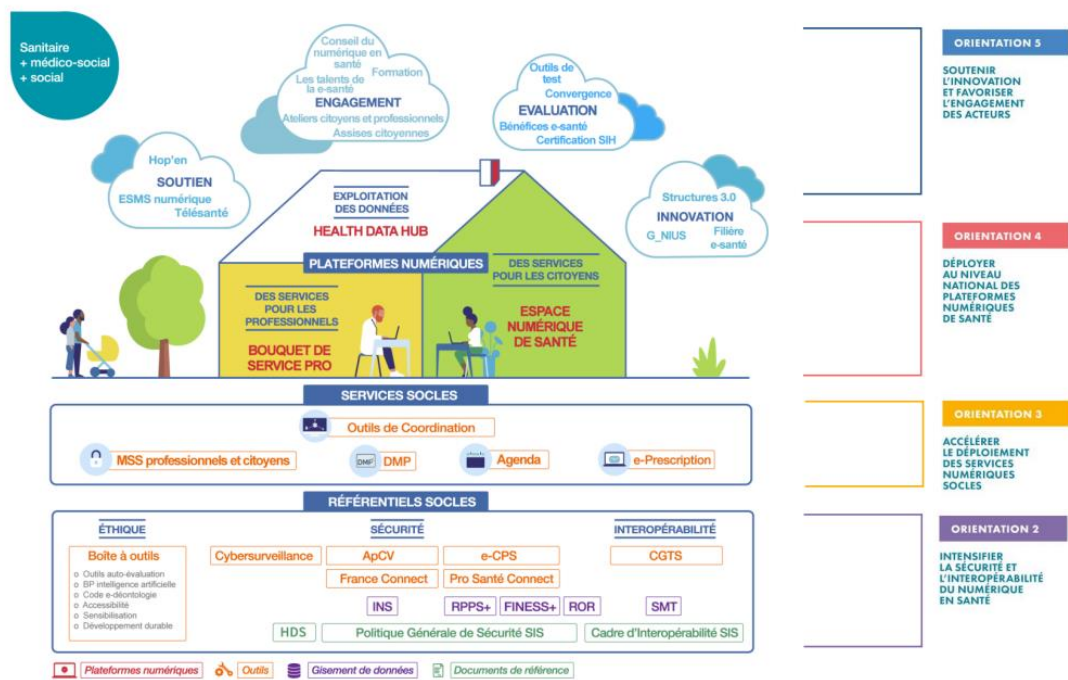 Sanitaire
+ médico-social
+ social
Conseil du
numérique en
santé
Formation
Les talents de
la e-santé
ENGAGEMENT
Ateliers citoyens et professionnels
Assises citoyennes
Outils de
test
Convergence
EVALUATION
Bénéfices e-santé
Certification SIH
Hop'en
SOUTIEN
ESMS numérique
Télésanté
Structures 3.0
INNOVATION
G_NIUS
Filière
e-santé
EXPLOITATION
DES DONNÉES
HEALTH DATA HUB
PLATEFORMES NUMÉRIQUES
DES SERVICES
POUR LES CITOYENS
DES SERVICES
POUR LES
PROFESSIONNELS
ESPACE
NUMÉRIQUE
DE SANTÉ
BOUQUET DE
SERVICE PRO
SERVICES SOCLES
Outils de Coordination
MSS professionnels et citoyens
DMP DMP
Agenda
e-Prescription
RÉFÉRENTIELS SOCLES
ÉTHIQUE
SÉCURITÉ
INTEROPÉRABILITÉ
Boîte à outils
Outils auto-évaluation
BP intelligence artificielle
Code e-déontologie
Accessibilité
Sensibilisation
Développement durable
Cybersurveillance
ApCV
e-CPS
CGTS
France Connect
Pro Santé Connect
INS
RPPS+
FINESS+
ROR
SMT
HDS
Politique Générale de Sécurité SIS
Cadre d'Interopérabilité SIS
Plateformes numériques
Outils
Gisement de données
Documents de référence
ORIENTATION 5
SOUTENIR
L'INNOVATION
ET FAVORISER
L'ENGAGEMENT
DES ACTEURS
ORIENTATION 4
DÉPLOYER
AU NIVEAU
NATIONAL DES
PLATEFORMES
NUMÉRIQUES
DE SANTÉ
ORIENTATION 3
ACCÉLÉRER
LE DÉPLOIEMENT
DES SERVICES
NUMÉRIQUES
SOCLES
ORIENTATION 2
INTENSIFIER
LA SÉCURITÉ ET
L'INTEROPÉRABILITÉ
DU NUMÉRIQUE
EN SANTÉ